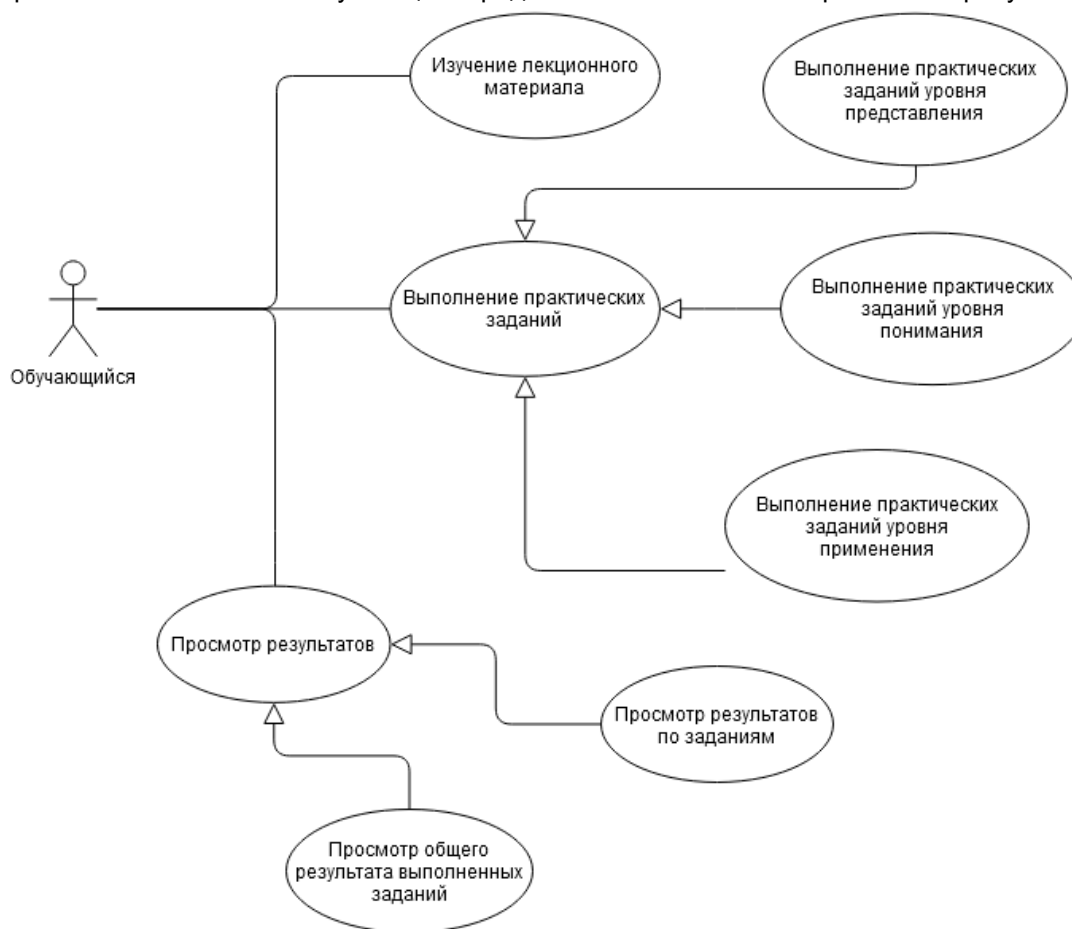 Изучение лекционного
материала
Выполнение практических
заданий уровня
представления
Выполнение практических
заданий
Выполнение практических
заданий уровня
понимания
Обучающийся
Выполнение практических
заданий уровня
применения
Просмотр результатов
Просмотр результатов
по заданиям
Просмотр общего
результата выполненных
заданий